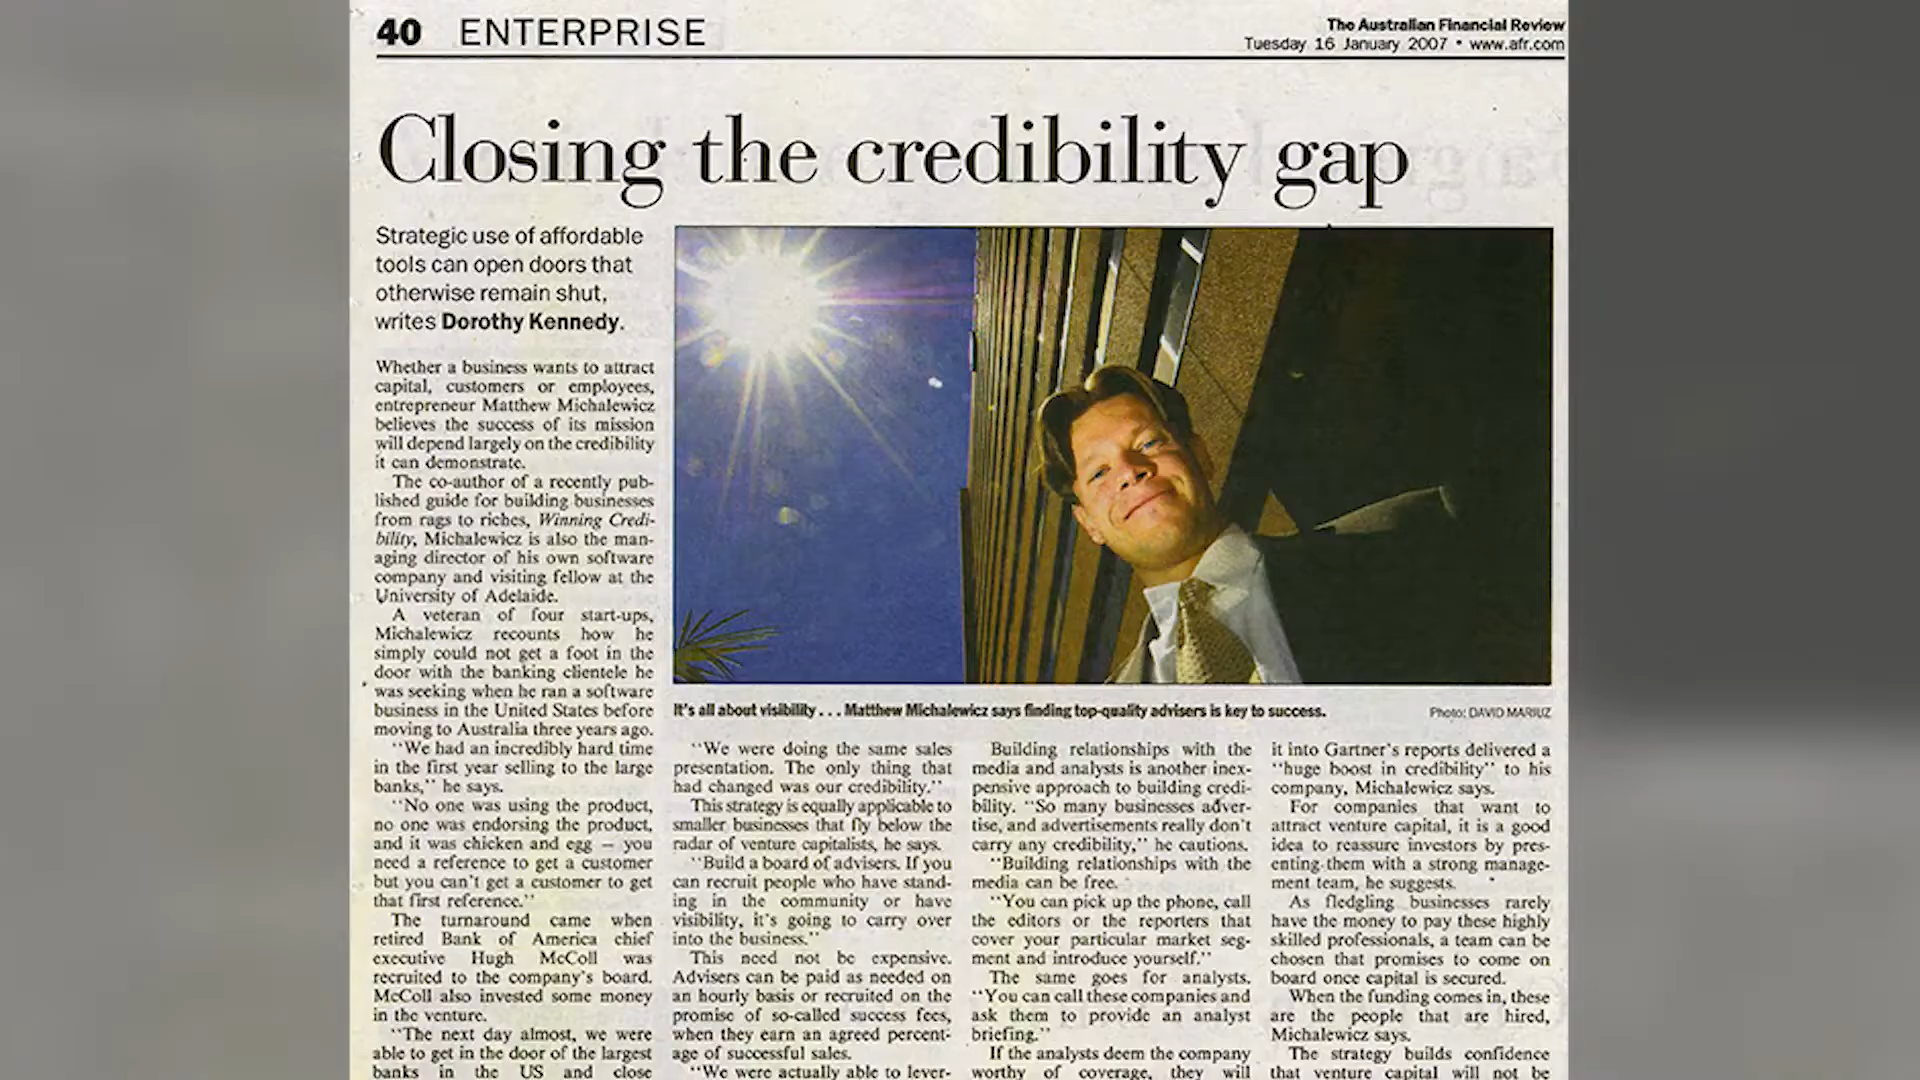 40 ENTERPRISE
The Australian Financial Review
Tuesday 16 January 2007 • www.afr.com
Closing the credibility gap
Strategic use of affordable
tools can open doors that
otherwise remain shut,
writes Dorothy Kennedy.
Whether a business wants to attract
capital, customers or employees,
entrepreneur Matthew Michalewicz
believes the success of its mission
will depend largely on the credibility
it can demonstrate.
The co-author of a recently pub-
lished guide for building businesses
from rags to riches, Winning Credi-
bility, Michalewicz is also the man-
aging director of his own software
company and visiting fellow at the
University of Adelaide.
A veteran of four start-ups,
Michalewicz recounts how he
simply could not get a foot in the
door with the banking clientele he
was seeking when he ran a software
business in the United States before
moving to Australia three years ago.
"We had an incredibly hard time
in the first year selling to the large
banks," he says.
"No one was using the product,
no one was endorsing the product,
and it was chicken and egg – you
need a reference to get a customer
but you can't get a customer to get
that first reference."
The turnaround came when
retired Bank of America chief
executive Hugh McColl was
recruited to the company's board.
McColl also invested some money
in the venture.
"The next day almost, we were
able to get in the door of the largest
banks in the US and close
It's all about visibility . . . Matthew Michalewicz says finding top-quality advisers is key to success.
Photo: DAVID MARIUZ
"We were doing the same sales
presentation. The only thing that
had changed was our credibility."
This strategy is equally applicable to
smaller businesses that fly below the
radar of venture capitalists, he says.
"Build a board of advisers. If you
can recruit people who have stand-
ing in the community or have
visibility, it's going to carry over
into the business."
This need not be expensive.
Advisers can be paid as needed on
an hourly basis or recruited on the
promise of so-called success fees,
when they earn an agreed percent-
age of successful sales.
"We were actually able to lever-
Building relationships with the
media and analysts is another inex-
pensive approach to building credi-
bility. "So many businesses adver-
tise, and advertisements really don't
carry any credibility," he cautions.
"Building relationships with the
media can be free.
"You can pick up the phone, call
the editors or the reporters that
cover your particular market seg-
ment and introduce yourself."
The same goes for analysts.
"You can call these companies and
ask them to provide an analyst
briefing."
If the analysts deem the company
worthy of coverage, they will
it into Gartner's reports delivered a
"huge boost in credibility" to his
company, Michalewicz says.
For companies that want to
attract venture capital, it is a good
idea to reassure investors by pres-
enting them with a strong manage-
ment team, he suggests.
As fledgling businesses rarely
have the money to pay these highly
skilled professionals, a team can be
chosen that promises to come on
board once capital is secured.
When the funding comes in, these
are the people that are hired,
Michalewicz says.
The strategy builds confidence
that venture capital will not be